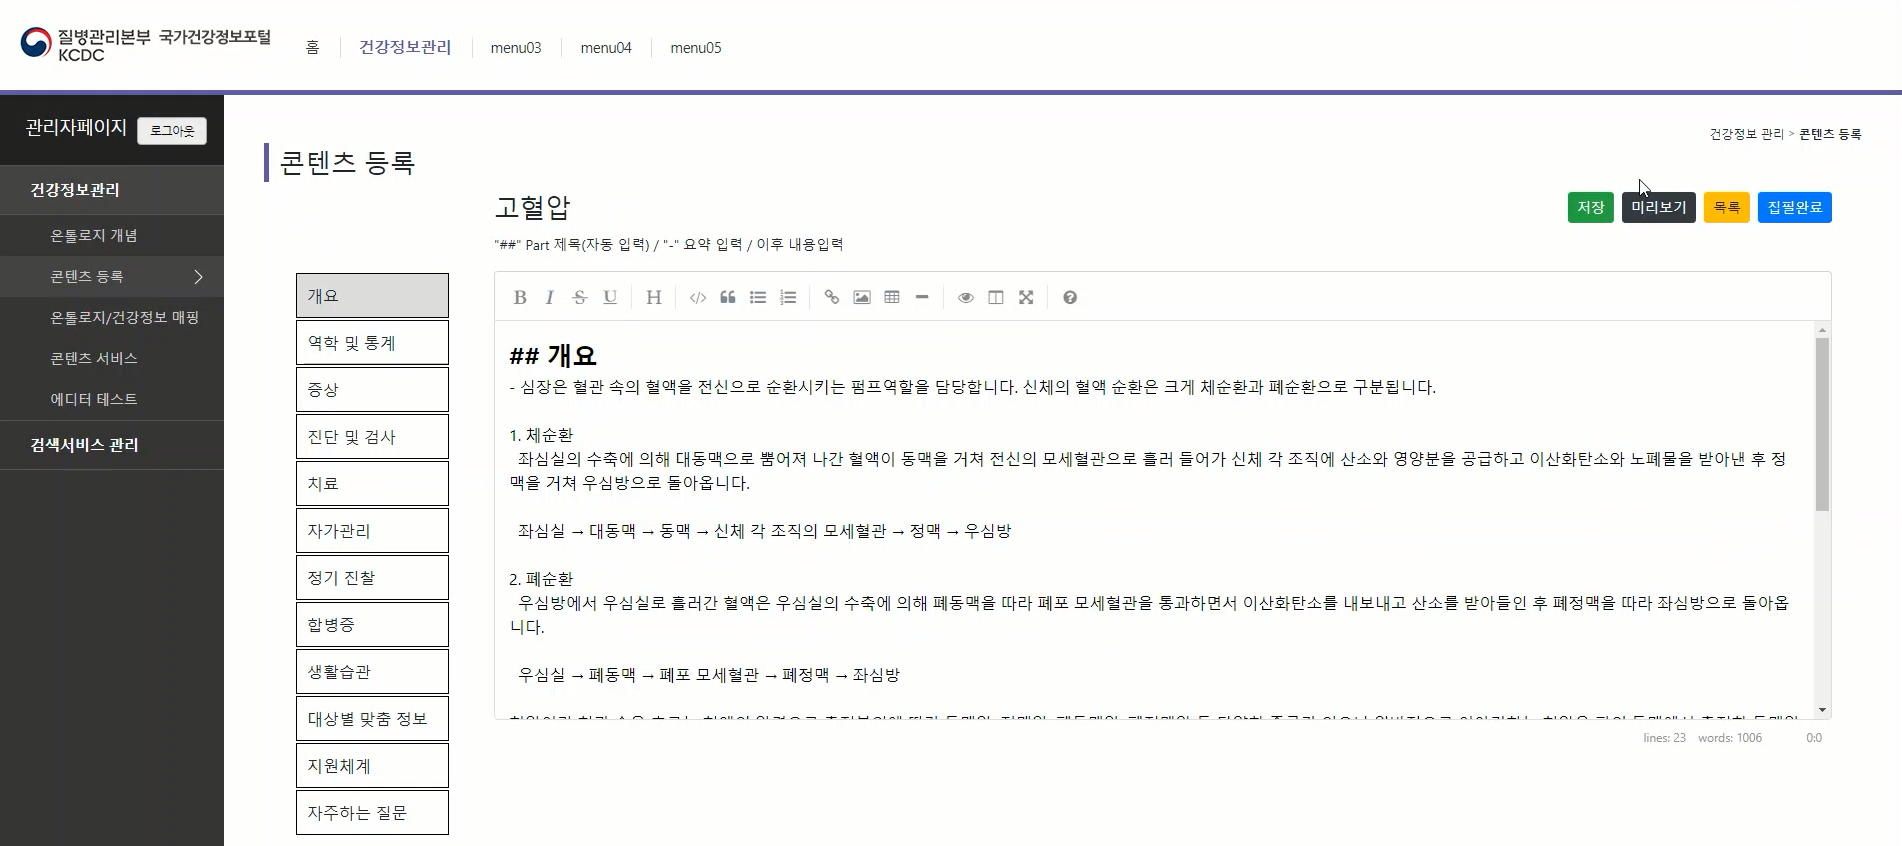 질병관리본부 국가건강정보포털
KCDC
홈
건강정보관리
menu03
menu04
menu05
관리자페이지
로그아웃
건강정보관리
온톨로지 개념
콘텐츠 등록
온톨로지/건강정보 매핑
콘텐츠 서비스
에디터 테스트
검색서비스 관리
건강정보 관리 > 콘텐츠 등록
콘텐츠 등록
고혈압
저장
미리보기
목록
집필완료
"##" Part 제목(자동 입력) / "-" 요약 입력 / 이후 내용입력
개요
역학 및 통계
증상
진단 및 검사
치료
자가관리
정기 진찰
합병증
생활습관
대상별 맞춤 정보
지원체계
자주하는 질문
## 개요
- 심장은 혈관 속의 혈액을 전신으로 순환시키는 펌프역할을 담당합니다. 신체의 혈액 순환은 크게 체순환과 폐순환으로 구분됩니다.
1. 체순환
좌심실의 수축에 의해 대동맥으로 뿜어져 나간 혈액이 동맥을 거쳐 전신의 모세혈관으로 흘러 들어가 신체 각 조직에 산소와 영양분을 공급하고 이산화탄소와 노폐물을 받아낸 후 정
맥을 거쳐 우심방으로 돌아옵니다.
좌심실 → 대동맥 → 동맥 → 신체 각 조직의 모세혈관 → 정맥 → 우심방
2. 폐순환
우심방에서 우심실로 흘러간 혈액은 우심실의 수축에 의해 폐동맥을 따라 폐포 모세혈관을 통과하면서 이산화탄소를 내보내고 산소를 받아들인 후 폐정맥을 따라 좌심방으로 돌아옵
니다.
우심실 → 폐동맥 → 폐포 모세혈관 → 폐정맥 → 좌심방
lines: 23 words: 1006 0:0